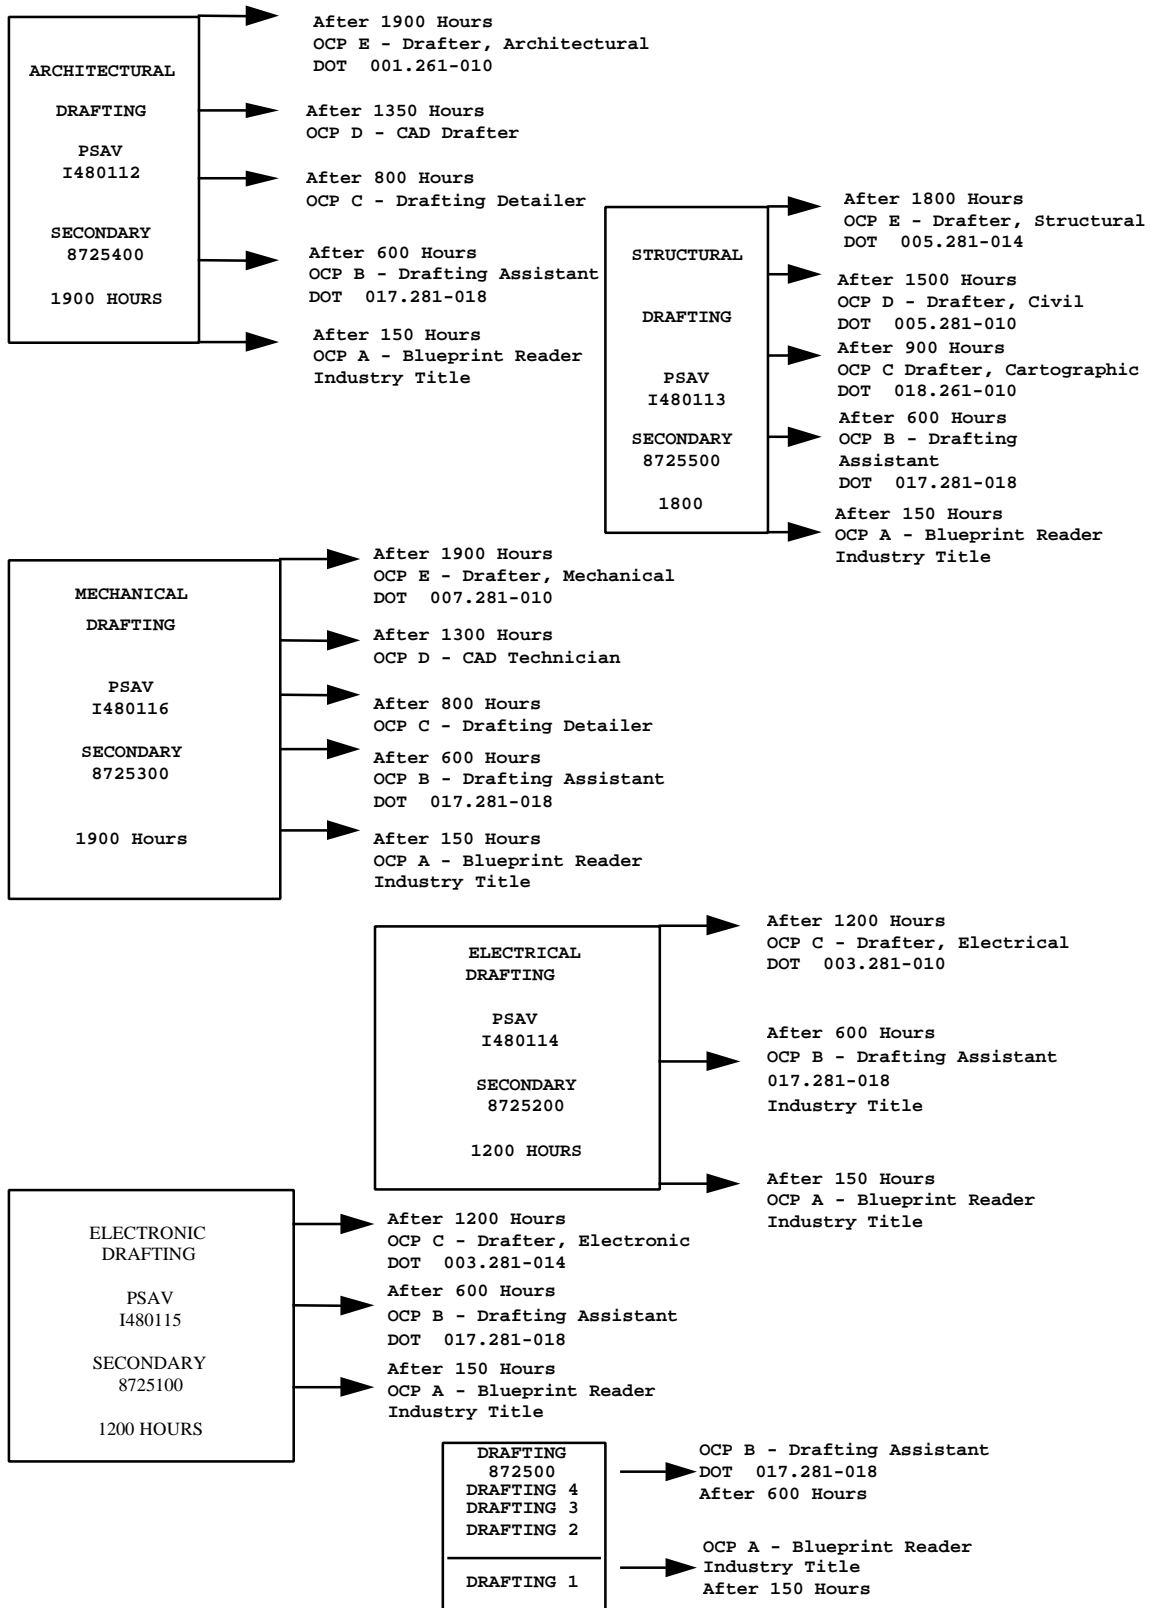 ARCHITECTURAL
DRAFTING
PSAV
I480112
SECONDARY
8725400
1900 HOURS
After 1900 Hours
OCP E - Drafter, Architectural
DOT 001.261-010
After 1350 Hours
OCP D - CAD Drafter
After 800 Hours
OCP C - Drafting Detailer
After 600 Hours
OCP B - Drafting Assistant
DOT 017.281-018
After 150 Hours
OCP A - Blueprint Reader
Industry Title
STRUCTURAL
DRAFTING
PSAV
I480113
SECONDARY
8725500
1800
After 1800 Hours
OCP E - Drafter, Structural
DOT 005.281-014
After 1500 Hours
OCP D - Drafter, Civil
DOT 005.281-010
After 900 Hours
OCP C Drafter, Cartographic
DOT 018.261-010
After 600 Hours
OCP B - Drafting
Assistant
DOT 017.281-018
After 150 Hours
OCP A - Blueprint Reader
Industry Title
MECHANICAL
DRAFTING
PSAV
I480116
SECONDARY
8725300
1900 Hours
After 1900 Hours
OCP E - Drafter, Mechanical
DOT 007.281-010
After 1300 Hours
OCP D - CAD Technician
After 800 Hours
OCP C - Drafting Detailer
After 600 Hours
OCP B - Drafting Assistant
DOT 017.281-018
After 150 Hours
OCP A - Blueprint Reader
Industry Title
ELECTRICAL
DRAFTING
PSAV
I480114
SECONDARY
8725200
1200 HOURS
After 1200 Hours
OCP C - Drafter, Electrical
DOT 003.281-010
After 600 Hours
OCP B - Drafting Assistant
017.281-018
Industry Title
After 150 Hours
OCP A - Blueprint Reader
Industry Title
ELECTRONIC
DRAFTING
PSAV
I480115
SECONDARY
8725100
1200 HOURS
After 1200 Hours
OCP C - Drafter, Electronic
DOT 003.281-014
After 600 Hours
OCP B - Drafting Assistant
DOT 017.281-018
After 150 Hours
OCP A - Blueprint Reader
Industry Title
DRAFTING
872500
DRAFTING 4
DRAFTING 3
DRAFTING 2
DRAFTING 1
OCP B - Drafting Assistant
DOT 017.281-018
After 600 Hours
OCP A - Blueprint Reader
Industry Title
After 150 Hours